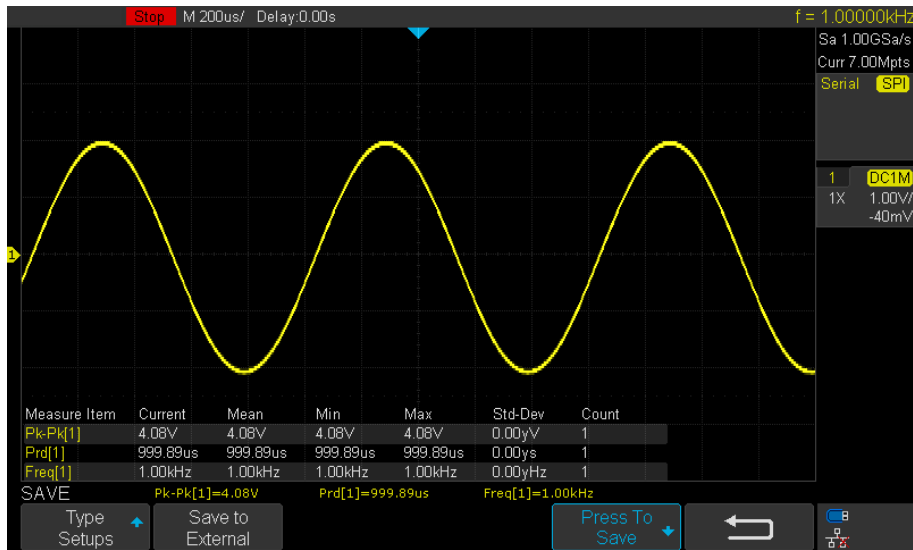 Stop M 200us/ Delay:0.00s f = 1.00000kHz
Sa 1.00GSa/s
Curr 7.00Mpts
Serial SPI
1 DC1M
1X 1.00V/
-40mV
1
Measure Item Current Mean Min Max Std-Dev Count
Pk-Pk[1] 4.08V 4.08V 4.08V 4.08V 0.00yV 1
Prd[1] 999.89us 999.89us 999.89us 999.89us 0.00ys 1
Freq[1] 1.00kHz 1.00kHz 1.00kHz 1.00kHz 0.00yHz 1
SAVE Pk-Pk[1]=4.08V Prd[1]=999.89us Freq[1]=1.00kHz
Type
Setups
Save to
External
Press To
Save